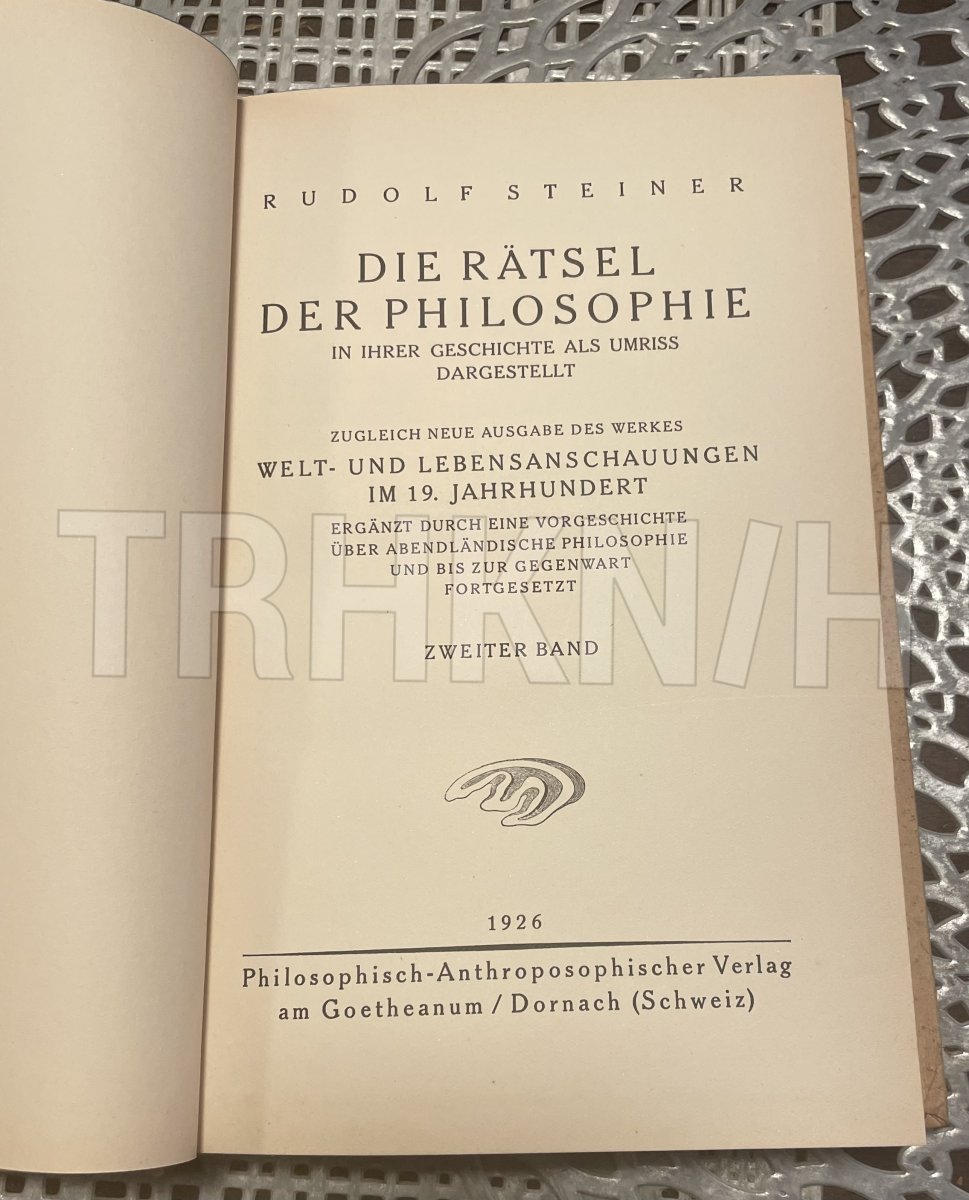 RUDOLF STEINER
DIE RÄTSEL
DER PHILOSOPHIE
IN IHRER GESCHICHTE ALS UMRISS
DARGESTELLT
ZUGLEICH NEUE AUSGABE DES WERKES
WELT- UND LEBENSANSCHAUUNGEN
IM 19. JAHRHUNDERT
ERGÄNZT DURCH EINE VORGESCHICHTE
ÜBER ABENDLÄNDISCHE PHILOSOPHIE
UND BIS ZUR GEGENWART
FORTGESETZT
TRHKN/H
ZWEITER BAND
1926
Philosophisch-Anthroposophischer Verlag
am Goetheanum / Dornach (Schweiz)